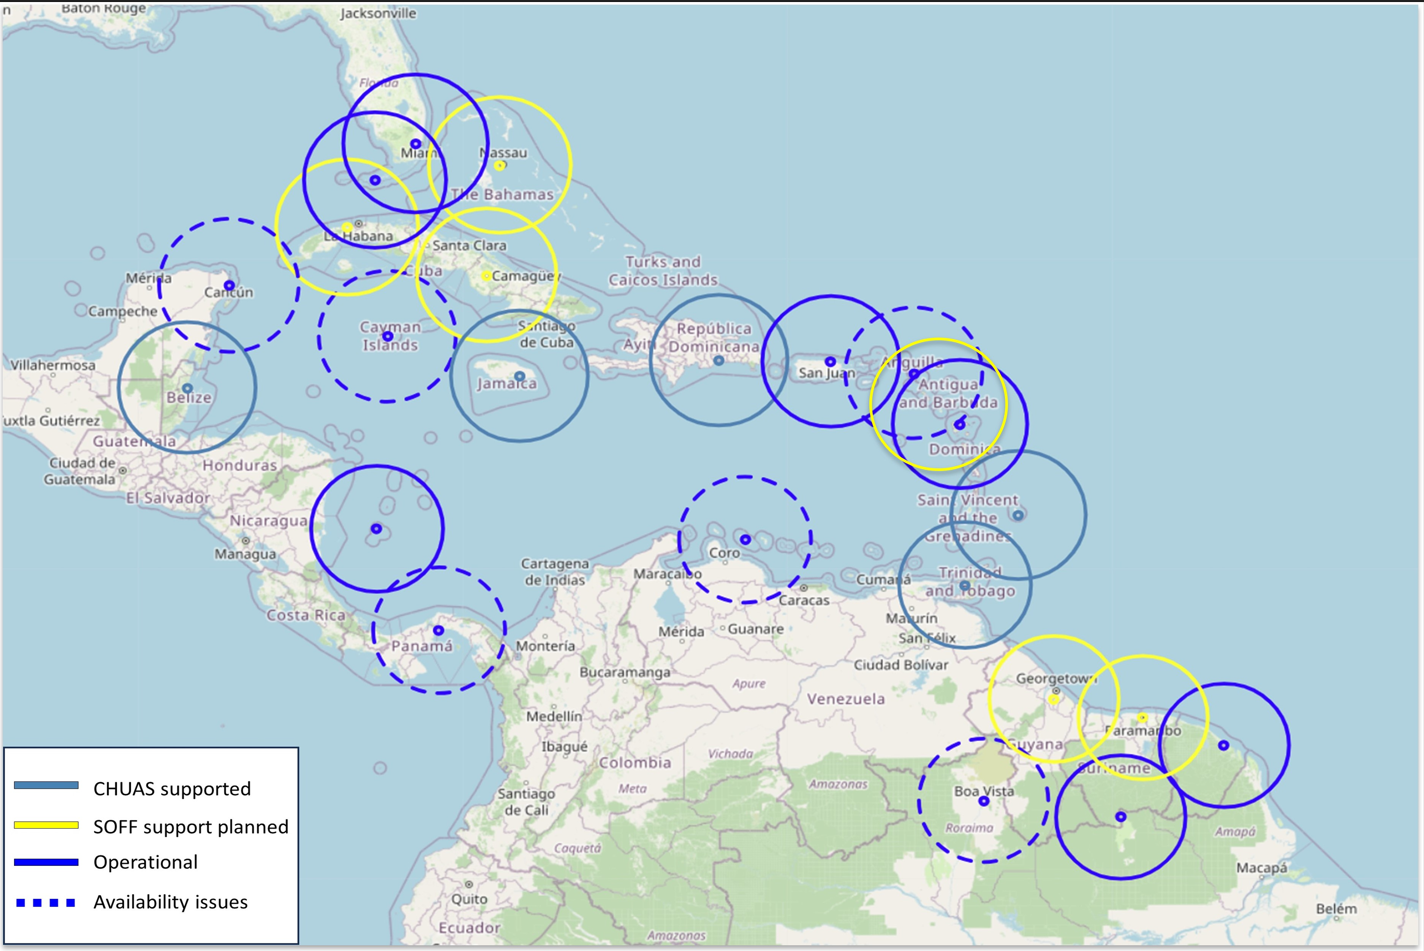 Baton Rouge
Jacksonville
Florida
Miami
Nassau
The Bahamas
La Habana
Santa Clara
Cuba
Camagüey
Turks and
Caicos Islands
Mérida
Cancún
Campeche
Cayman
Islands
Santiago
de Cuba
Ayiti
República
Dominicana
San Juan
Anguilla
Antigua
and Barbuda
Villahermosa
Belize
Jamaica
Tuxtla Gutiérrez
Guatemala
Dominica
Ciudad de
Guatemala
Honduras
El Salvador
Saint Vincent
and the
Grenadines
Nicaragua
Managua
Coro
Cartagena
de Indias
Maracaibo
Cumaná
Trinidad
and Tobago
Caracas
Costa Rica
Maturín
Mérida
Guanare
San Félix
Panamá
Montería
Ciudad Bolívar
Bucaramanga
Apure
Venezuela
Georgetown
Medellín
Paramaribo
Ibagué
Guyana
Vichada
Colombia
Suriname
Meta
Amazonas
Boa Vista
Santiago
de Cali
Roraima
Amapá
Caquetá
Macapá
Quito
Belém
Ecuador
Amazonas
CHUAS supported
SOFF support planned
Operational
Availability issues